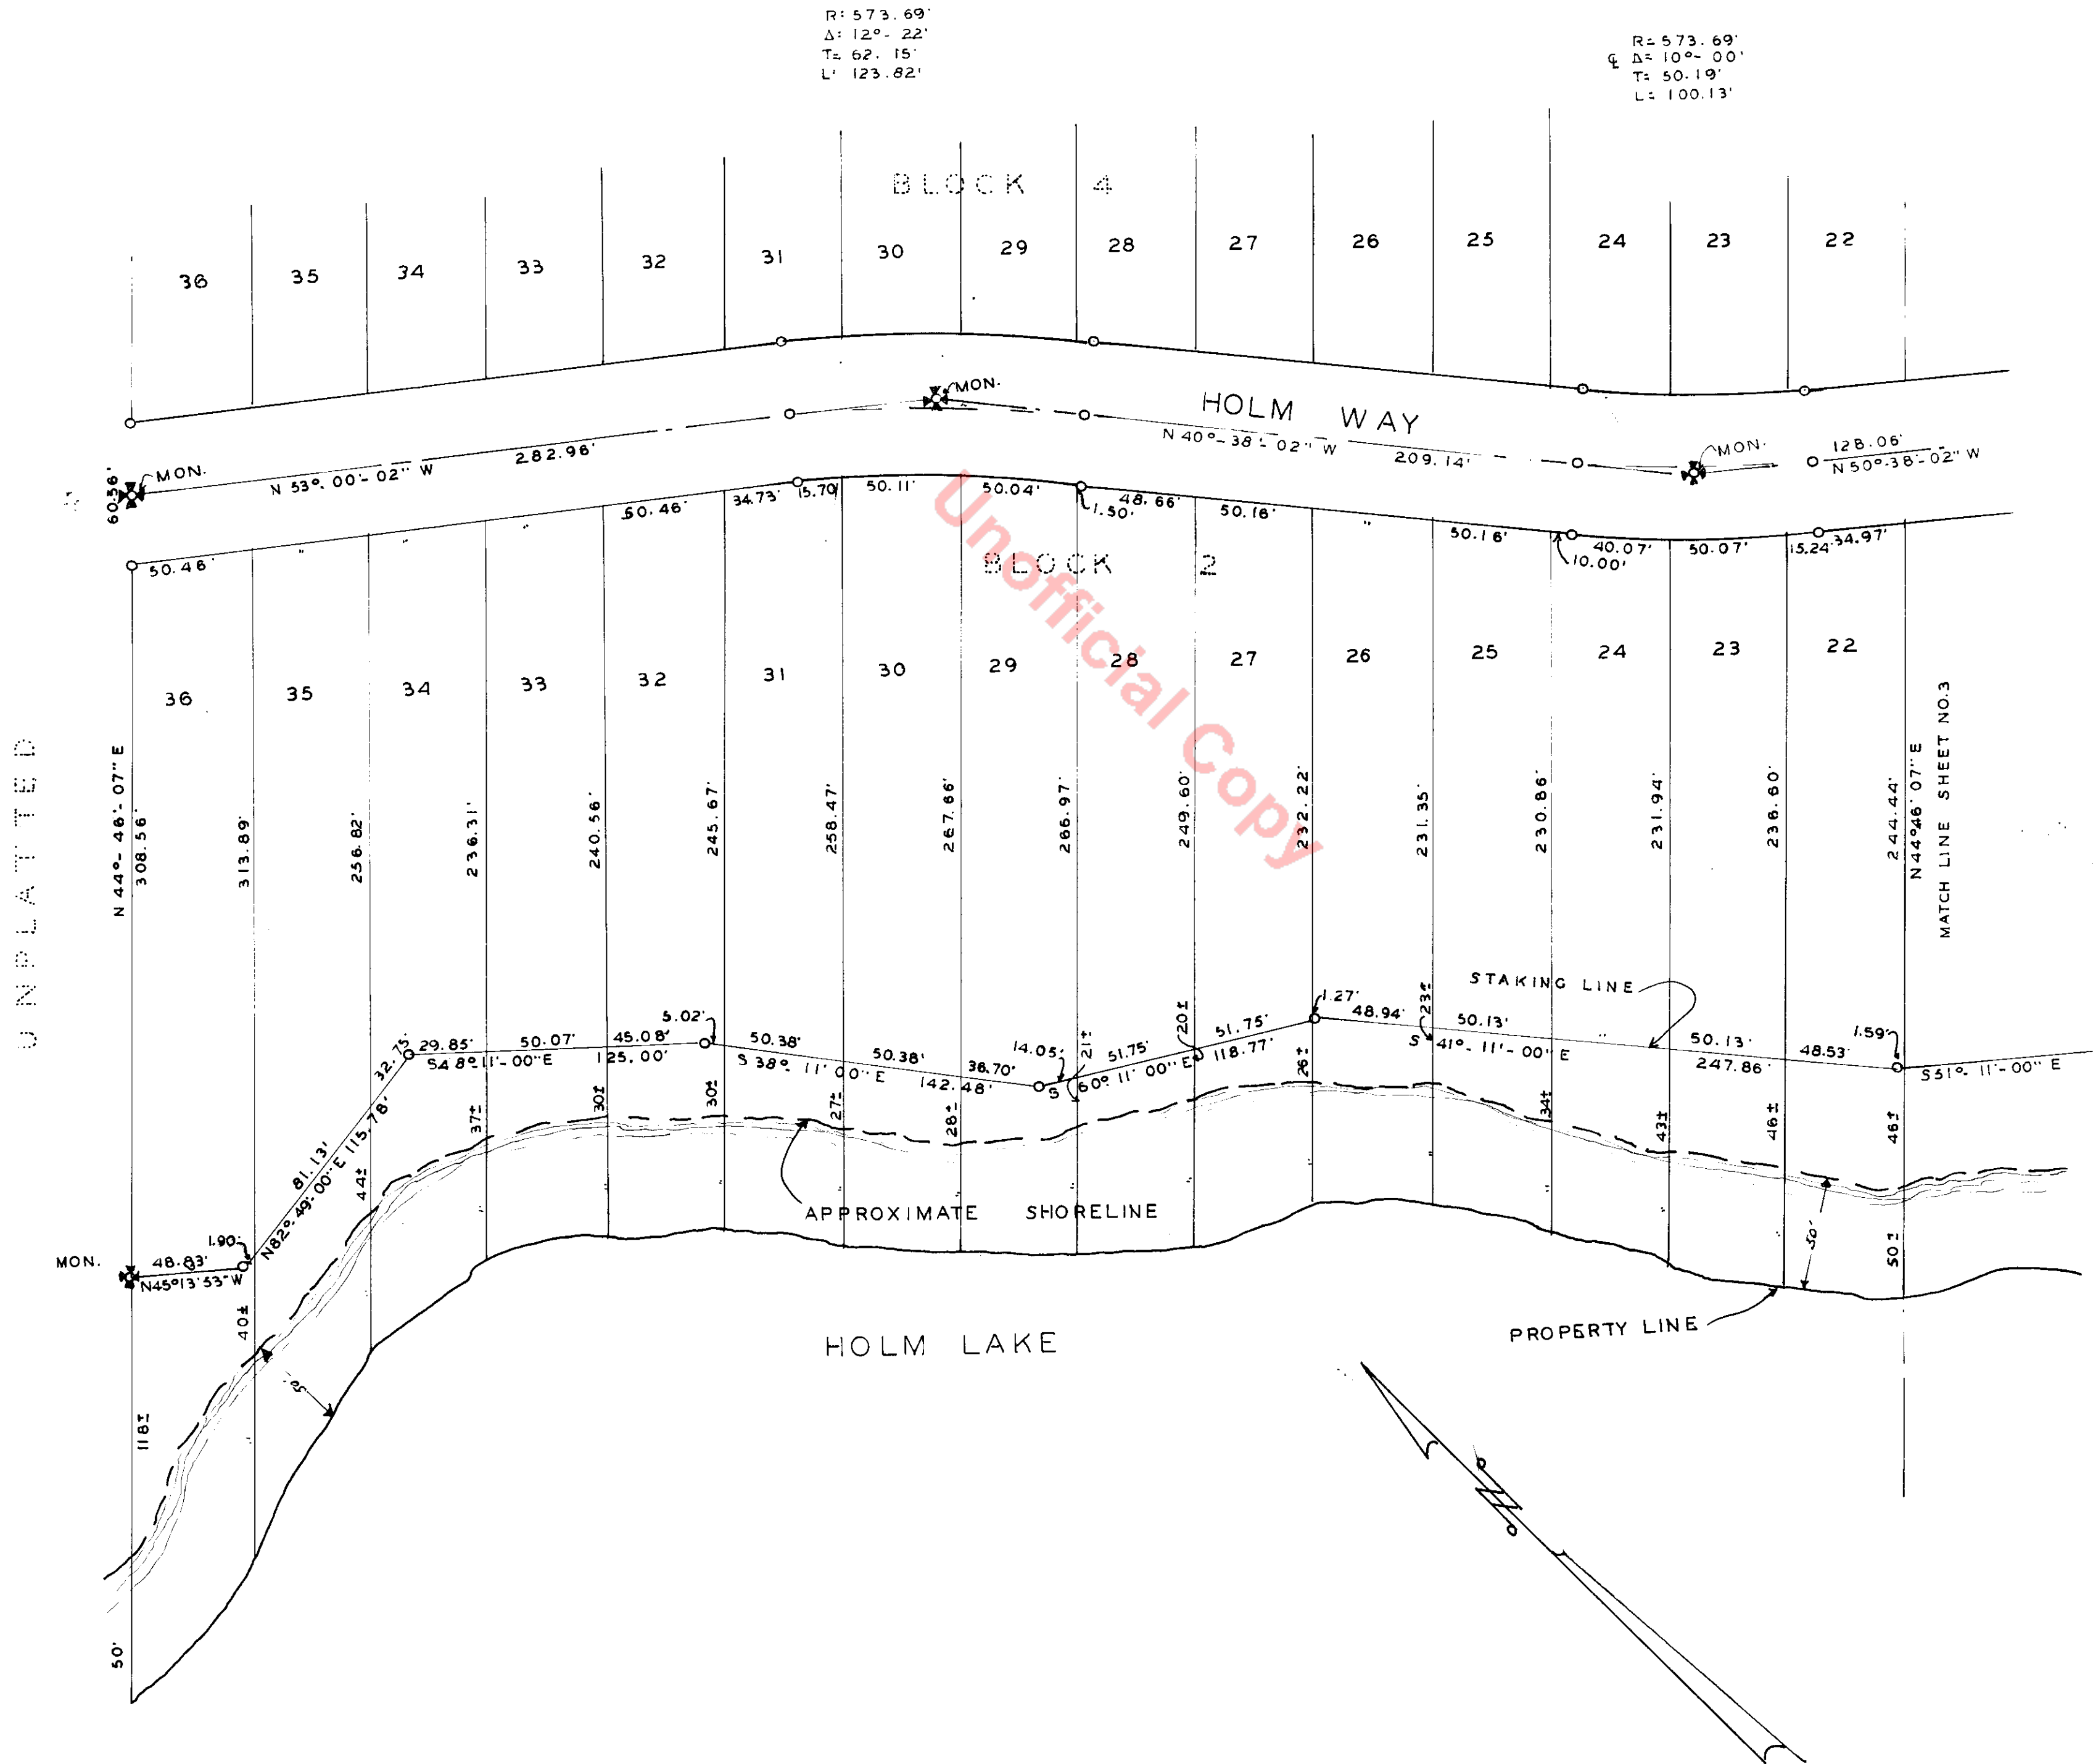 R: 573.69'
Δ: 12°- 22'
T= 62. 15'
L: 123.82'
R= 573.69'
℄ Δ= 10°- 00'
T= 50.19'
L= 100.13'
BLOCK 4
36 35 34 33 32 31 30 29 28 27 26 25 24 23 22
MON.
HOLM WAY
N 40°- 38'- 02" W
209.14'
MON.
128.06'
N 50°-38'-02" W
60.56'
MON.
N 53°. 00'- 02" W
282.96'
50.46' " " " 50.46' 34.73' 15.70' 50.11' 50.04' 1.50' 48.66' 50.16' " 50.16' 10.00' 40.07' 50.07' 15.24' 34.97'
BLOCK 2
36 35 34 33 32 31 30 29 28 27 26 25 24 23 22
Unofficial Copy
UNPLATTED
N 44°- 46'- 07" E
308.56'
313.89'
256.82'
236.31'
240.56'
245.67'
258.47'
267.66'
266.97'
249.60'
232.22'
231.35'
230.86'
231.94'
236.60'
244.44'
N44°46' 07" E
MATCH LINE SHEET NO.3
STAKING LINE
32.75' 29.85' 50.07' 45.08' 5.02' 50.38' 50.38' 36.70' 14.05' 51.75' 51.75' 1.27' 48.94' 50.13' " 50.13' 48.53' 1.59'
S48°11'-00"E 125.00'
S 38°- 11' 00" E 142.48'
S 60° 11' 00" E 118.77'
S 41°- 11'- 00" E 247.86'
S51°- 11'-00" E
81.13'
N82°.49'.00" E 115.78'
1.90'
MON.
48.83'
N45°13'53"W
118± 40± 44± 37± 30± 30± 27± 28± 21± 20± 26± 23± 34± 43± 46± 46±
APPROXIMATE SHORELINE
50'
50±
HOLM LAKE
PROPERTY LINE
50'
N
50'